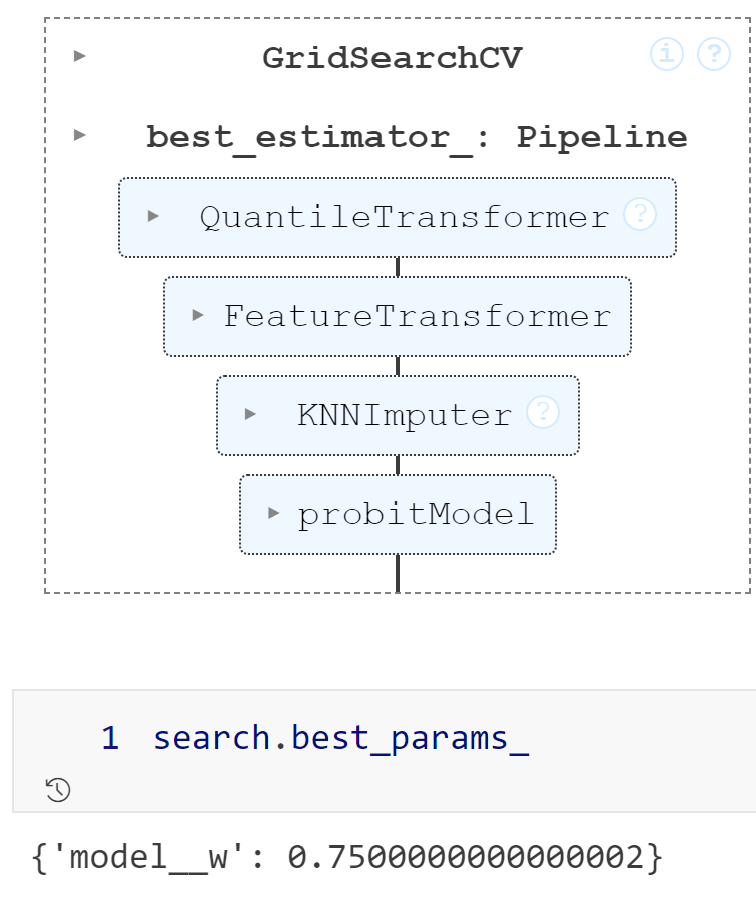 GridSearchCV i ?
best_estimator_: Pipeline
QuantileTransformer ?
FeatureTransformer
KNNImputer ?
probitModel
1 search.best_params_
{'model__w': 0.7500000000000002}